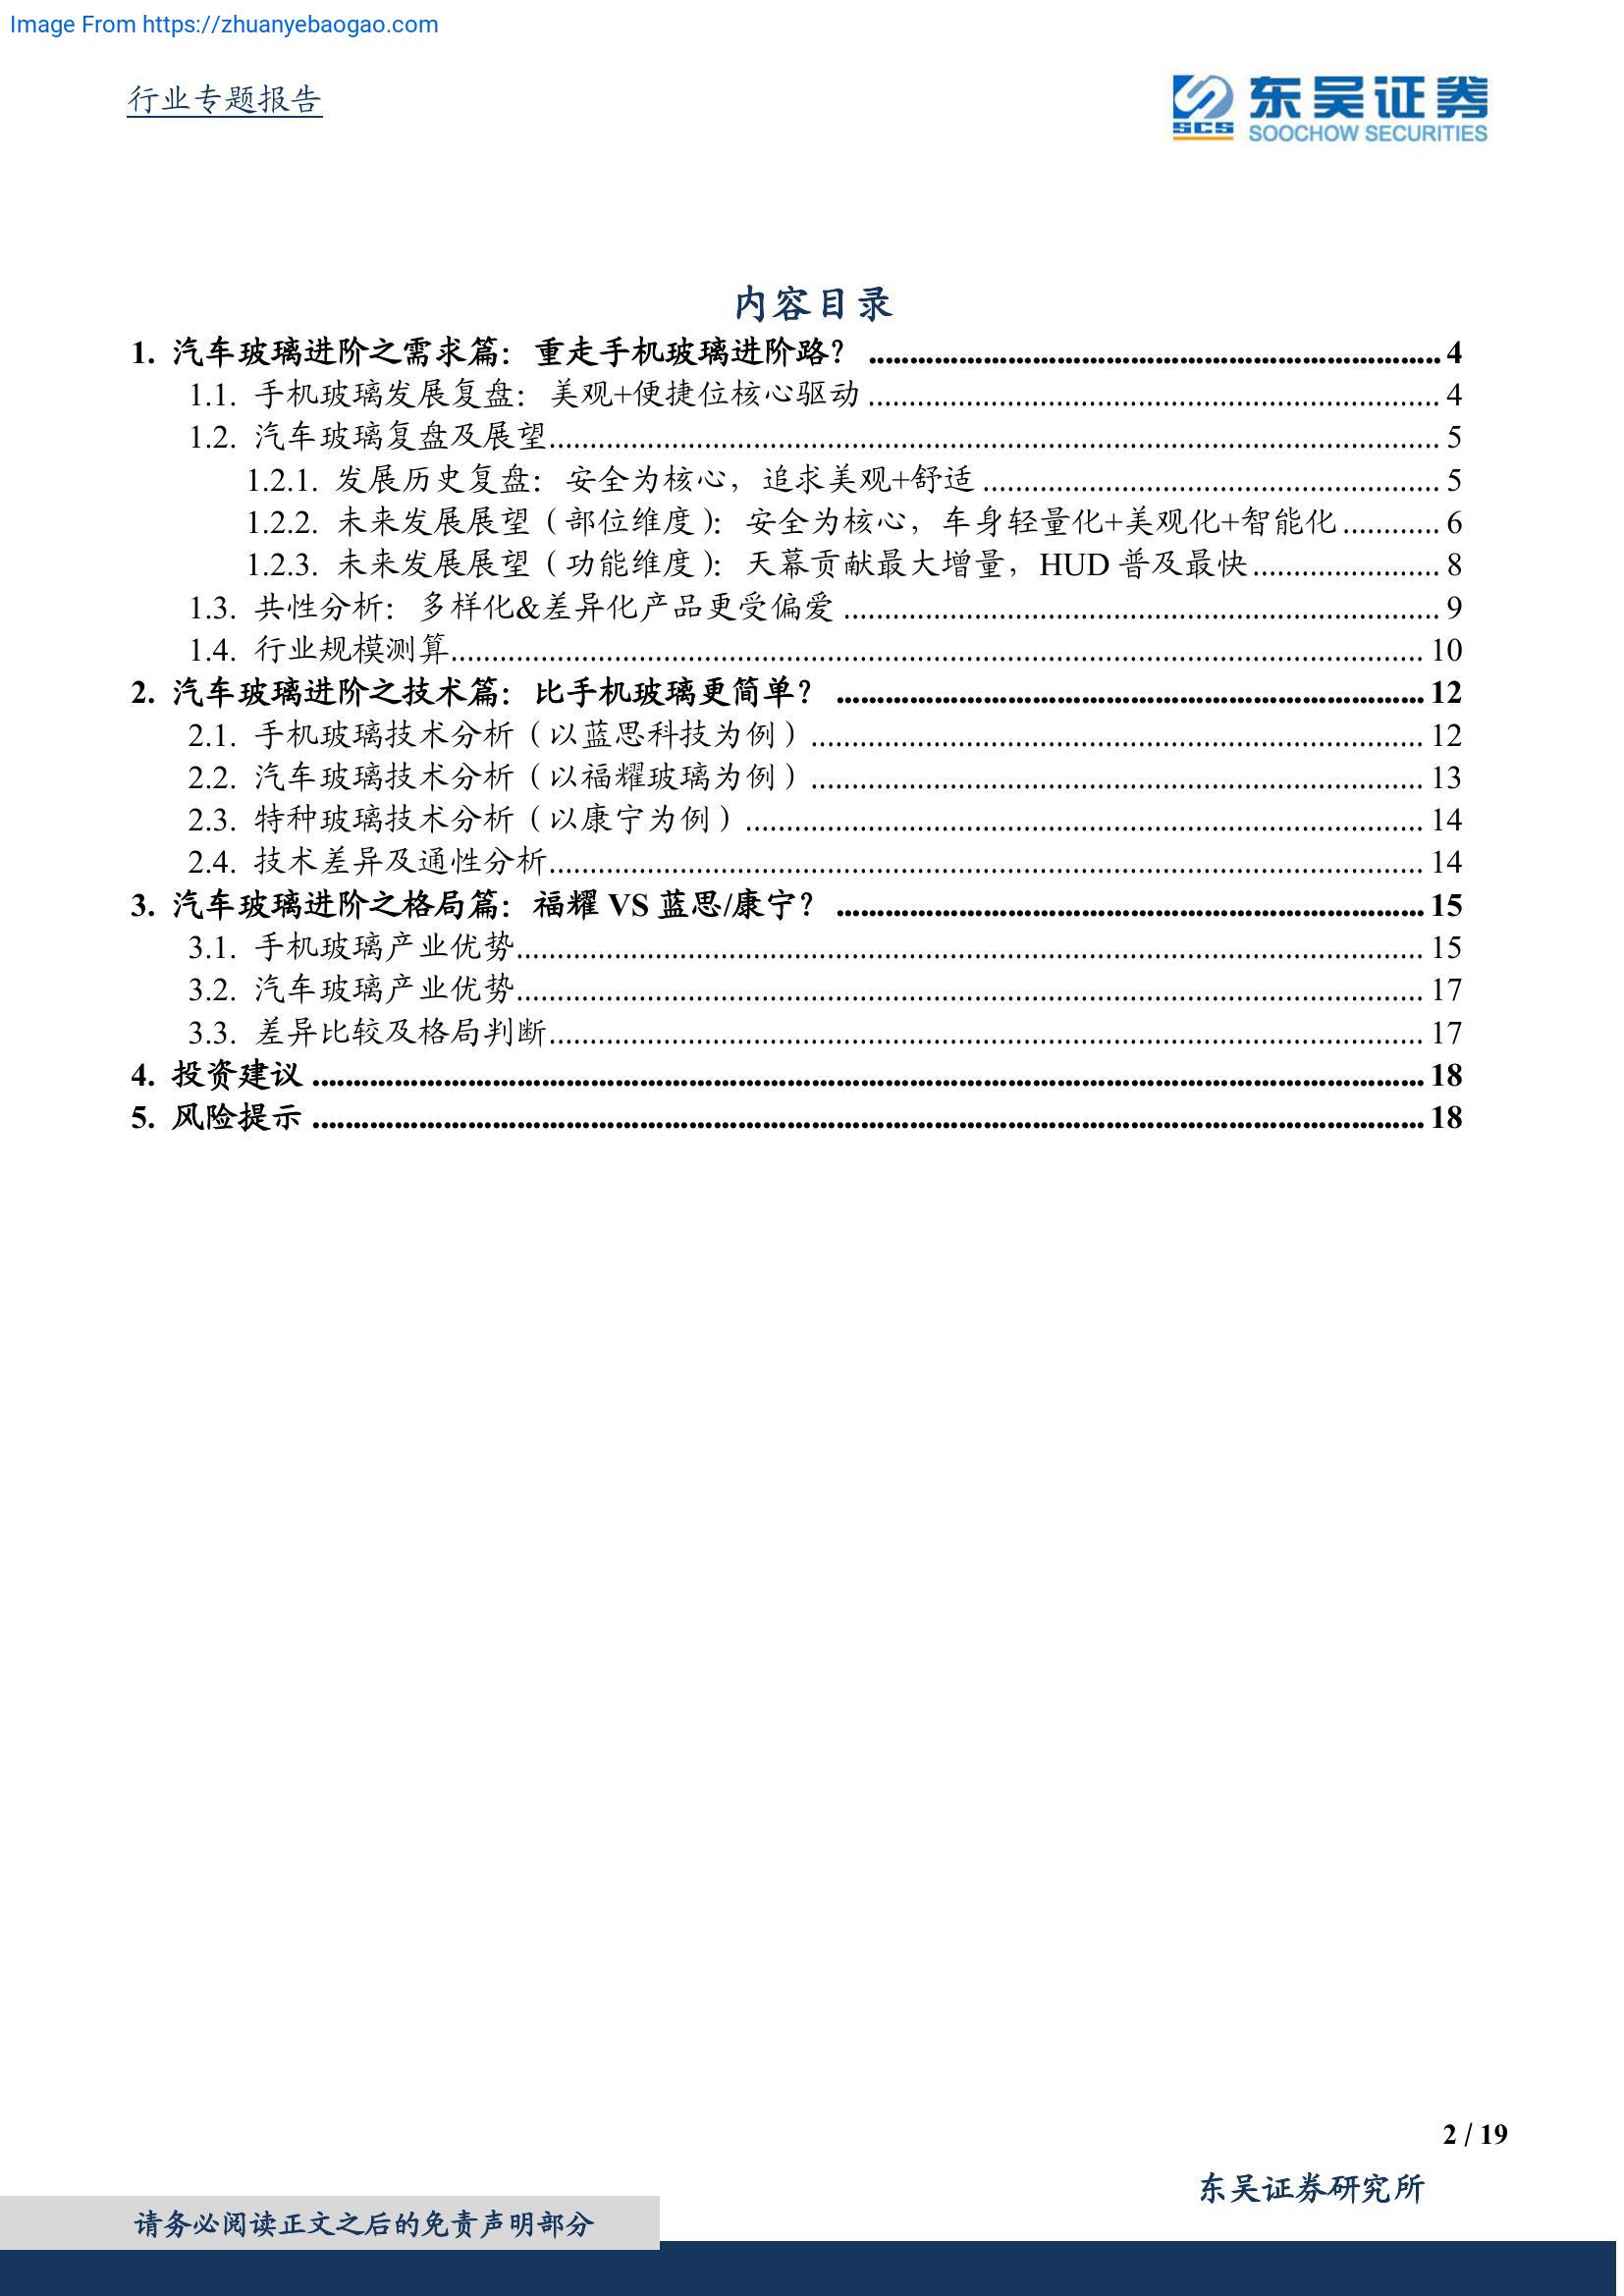 Image From https://zhuanyebaogao.com
行业专题报告
SCS 东吴证券
SOOCHOW SECURITIES
内容目录
1. 汽车玻璃进阶之需求篇：重走手机玻璃进阶路？ 4
1.1. 手机玻璃发展复盘：美观+便捷位核心驱动 4
1.2. 汽车玻璃复盘及展望 5
1.2.1. 发展历史复盘：安全为核心，追求美观+舒适 5
1.2.2. 未来发展展望（部位维度）：安全为核心，车身轻量化+美观化+智能化 6
1.2.3. 未来发展展望（功能维度）：天幕贡献最大增量，HUD 普及最快 8
1.3. 共性分析：多样化&差异化产品更受偏爱 9
1.4. 行业规模测算 10
2. 汽车玻璃进阶之技术篇：比手机玻璃更简单？ 12
2.1. 手机玻璃技术分析（以蓝思科技为例） 12
2.2. 汽车玻璃技术分析（以福耀玻璃为例） 13
2.3. 特种玻璃技术分析（以康宁为例） 14
2.4. 技术差异及通性分析 14
3. 汽车玻璃进阶之格局篇：福耀 VS 蓝思/康宁？ 15
3.1. 手机玻璃产业优势 15
3.2. 汽车玻璃产业优势 17
3.3. 差异比较及格局判断 17
4. 投资建议 18
5. 风险提示 18
2 / 19
东吴证券研究所
请务必阅读正文之后的免责声明部分